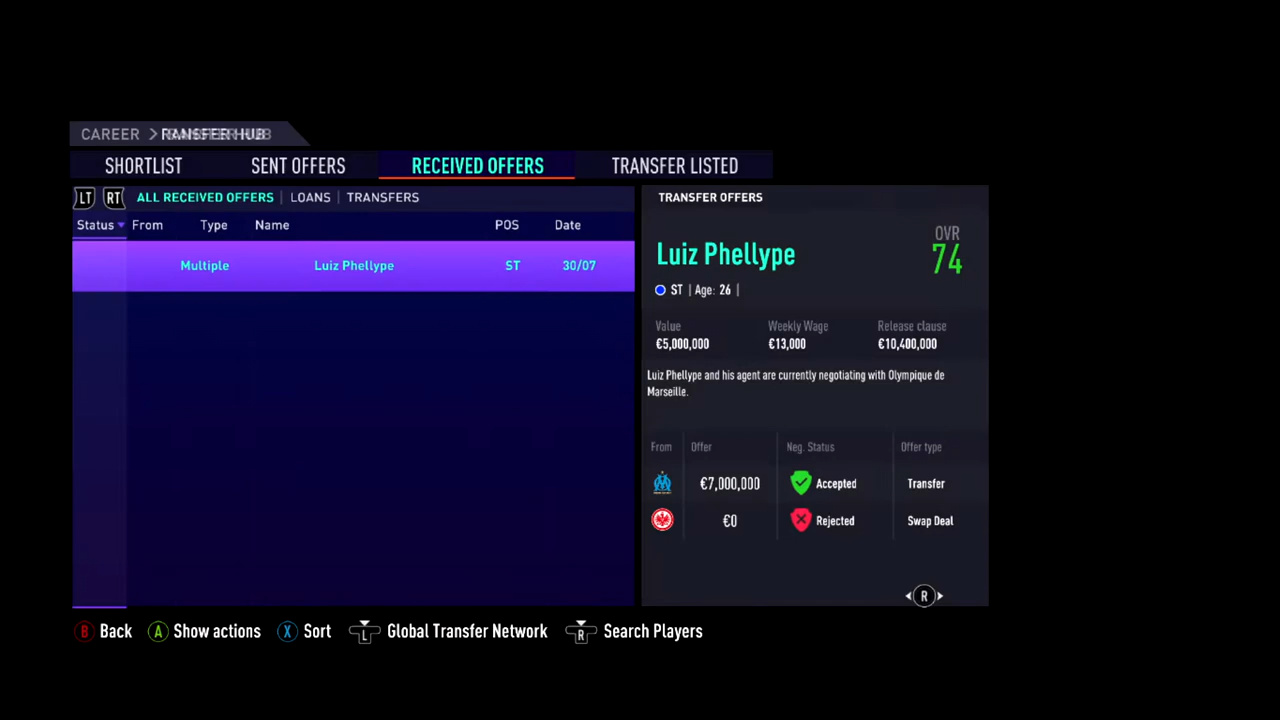 CAREER > TRANSFER HUB
SHORTLIST SENT OFFERS RECEIVED OFFERS TRANSFER LISTED
LT RT ALL RECEIVED OFFERS | LOANS | TRANSFERS
Status From Type Name POS Date
Multiple Luiz Phellype ST 30/07
TRANSFER OFFERS
Luiz Phellype
OVR
74
ST | Age: 26 |
Value Weekly Wage Release clause
€5,000,000 €13,000 €10,400,000
Luiz Phellype and his agent are currently negotiating with Olympique de
Marseille.
From Offer Neg. Status Offer type
€7,000,000 Accepted Transfer
€0 Rejected Swap Deal
R
B Back A Show actions X Sort L Global Transfer Network R Search Players